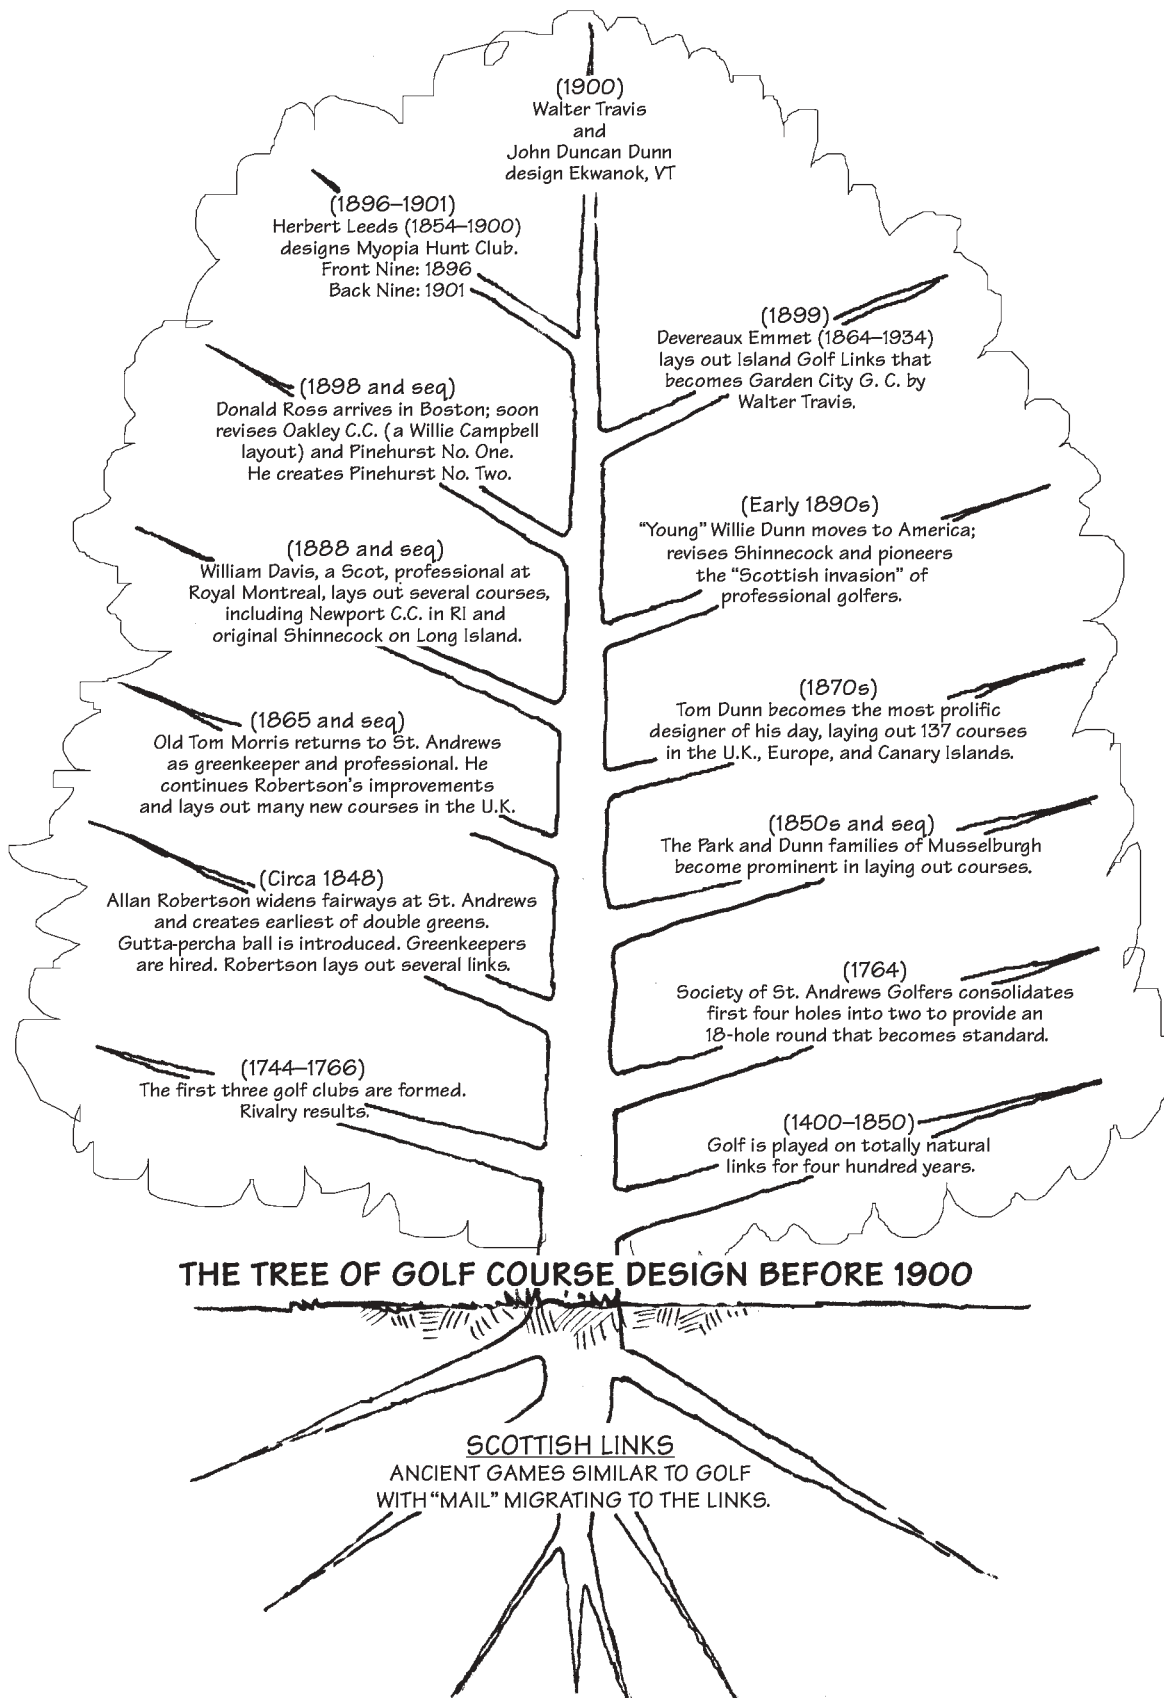 (1900)
Walter Travis
and
John Duncan Dunn
design Ekwanok, VT
(1896–1901)
Herbert Leeds (1854–1900)
designs Myopia Hunt Club.
Front Nine: 1896
Back Nine: 1901
(1899)
Devereaux Emmet (1864–1934)
lays out Island Golf Links that
becomes Garden City G. C. by
Walter Travis.
(1898 and seq)
Donald Ross arrives in Boston; soon
revises Oakley C.C. (a Willie Campbell
layout) and Pinehurst No. One.
He creates Pinehurst No. Two.
(Early 1890s)
“Young” Willie Dunn moves to America;
revises Shinnecock and pioneers
the “Scottish invasion” of
professional golfers.
(1888 and seq)
William Davis, a Scot, professional at
Royal Montreal, lays out several courses,
including Newport C.C. in RI and
original Shinnecock on Long Island.
(1870s)
Tom Dunn becomes the most prolific
designer of his day, laying out 137 courses
in the U.K., Europe, and Canary Islands.
(1865 and seq)
Old Tom Morris returns to St. Andrews
as greenkeeper and professional. He
continues Robertson’s improvements
and lays out many new courses in the U.K.
(1850s and seq)
The Park and Dunn families of Musselburgh
become prominent in laying out courses.
(Circa 1848)
Allan Robertson widens fairways at St. Andrews
and creates earliest of double greens.
Gutta-percha ball is introduced. Greenkeepers
are hired. Robertson lays out several links.
(1764)
Society of St. Andrews Golfers consolidates
first four holes into two to provide an
18-hole round that becomes standard.
(1744–1766)
The first three golf clubs are formed.
Rivalry results.
(1400–1850)
Golf is played on totally natural
links for four hundred years.
THE TREE OF GOLF COURSE DESIGN BEFORE 1900
SCOTTISH LINKS
ANCIENT GAMES SIMILAR TO GOLF
WITH “MAIL” MIGRATING TO THE LINKS.